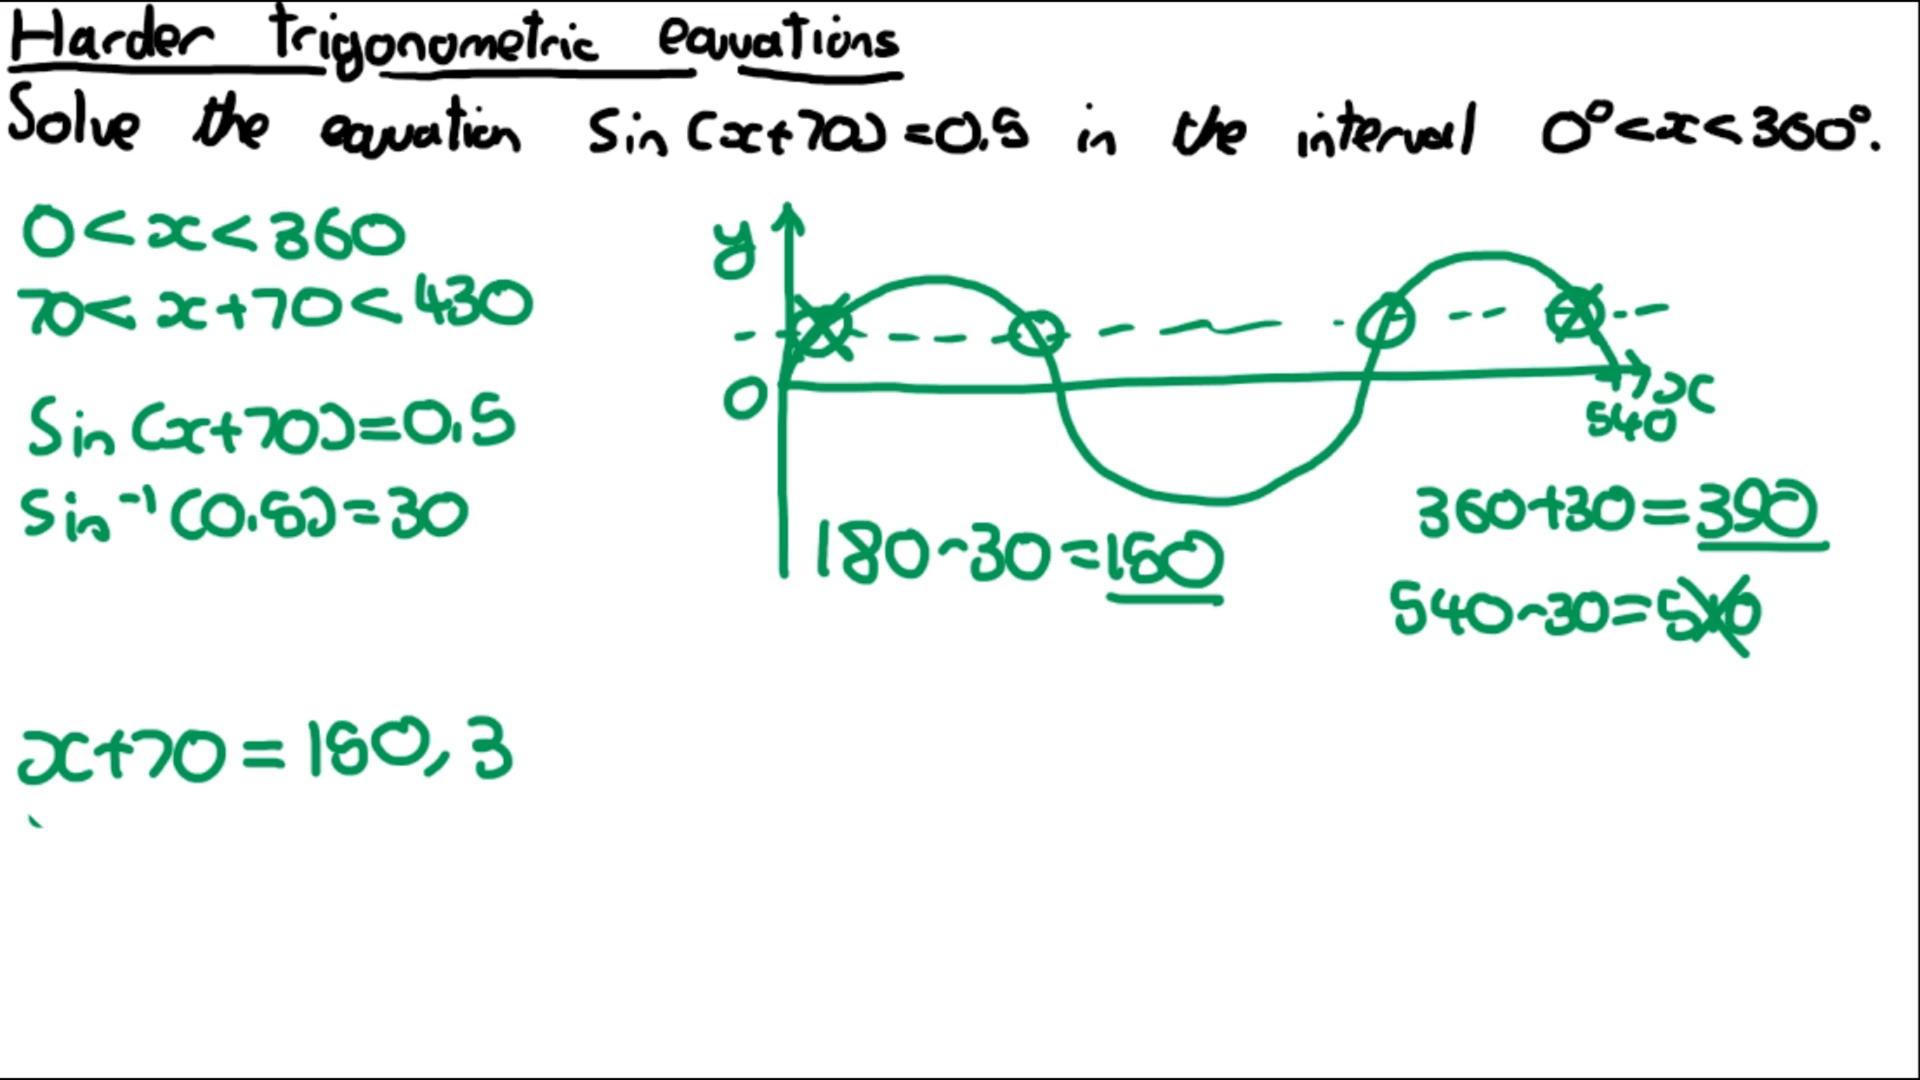 Harder trigonometric equations
Solve the equation Sin(x+70)=0.5 in the interval 0°<x<360°.
0<x<360
70<x+70<430
Sin(x+70)=0.5
Sin⁻¹(0.5)=30
y
0
x
540
180-30=150
360+30=390
540-30=510
x+70=150, 3